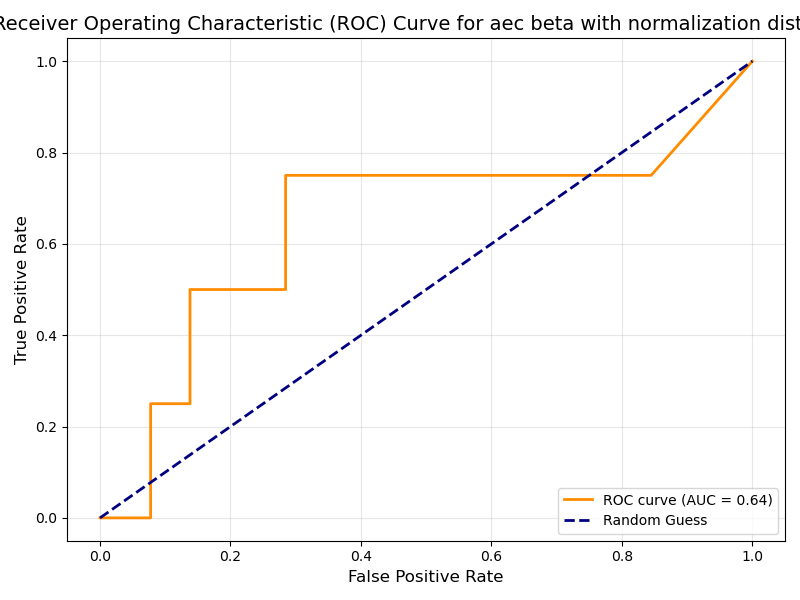 Receiver Operating Characteristic (ROC) Curve for aec beta with normalization dist
1.0
0.8
0.6
0.4
0.2
0.0
True Positive Rate
0.0 0.2 0.4 0.6 0.8 1.0
False Positive Rate
ROC curve (AUC = 0.64)
Random Guess